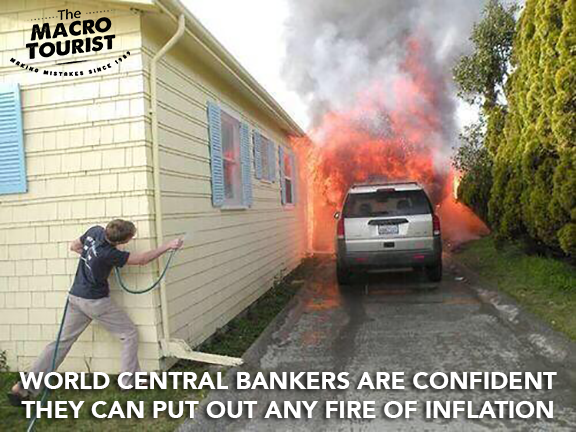 The
MACRO
TOURIST
MAKING MISTAKES SINCE 1989
WORLD CENTRAL BANKERS ARE CONFIDENT
THEY CAN PUT OUT ANY FIRE OF INFLATION